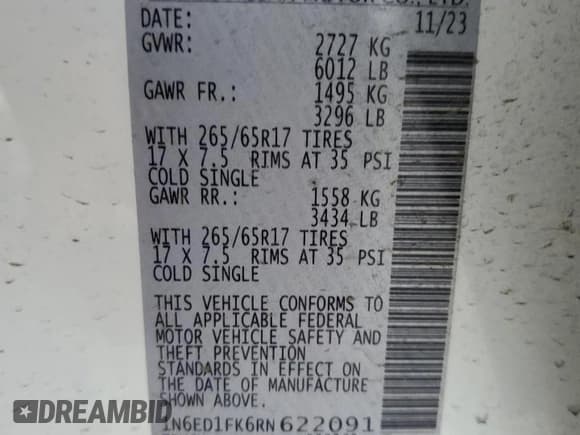 MOTOR CO., LTD.
DATE: 11/23
GVWR: 2727 KG
6012 LB
GAWR FR.: 1495 KG
3296 LB
WITH 265/65R17 TIRES
17 X 7.5 RIMS AT 35 PSI
COLD SINGLE
GAWR RR.: 1558 KG
3434 LB
WITH 265/65R17 TIRES
17 X 7.5 RIMS AT 35 PSI
COLD SINGLE
THIS VEHICLE CONFORMS TO
ALL APPLICABLE FEDERAL
MOTOR VEHICLE SAFETY AND
THEFT PREVENTION
STANDARDS IN EFFECT ON
THE DATE OF MANUFACTURE
SHOWN ABOVE.
1N6ED1FK6RN622091
DREAMBID